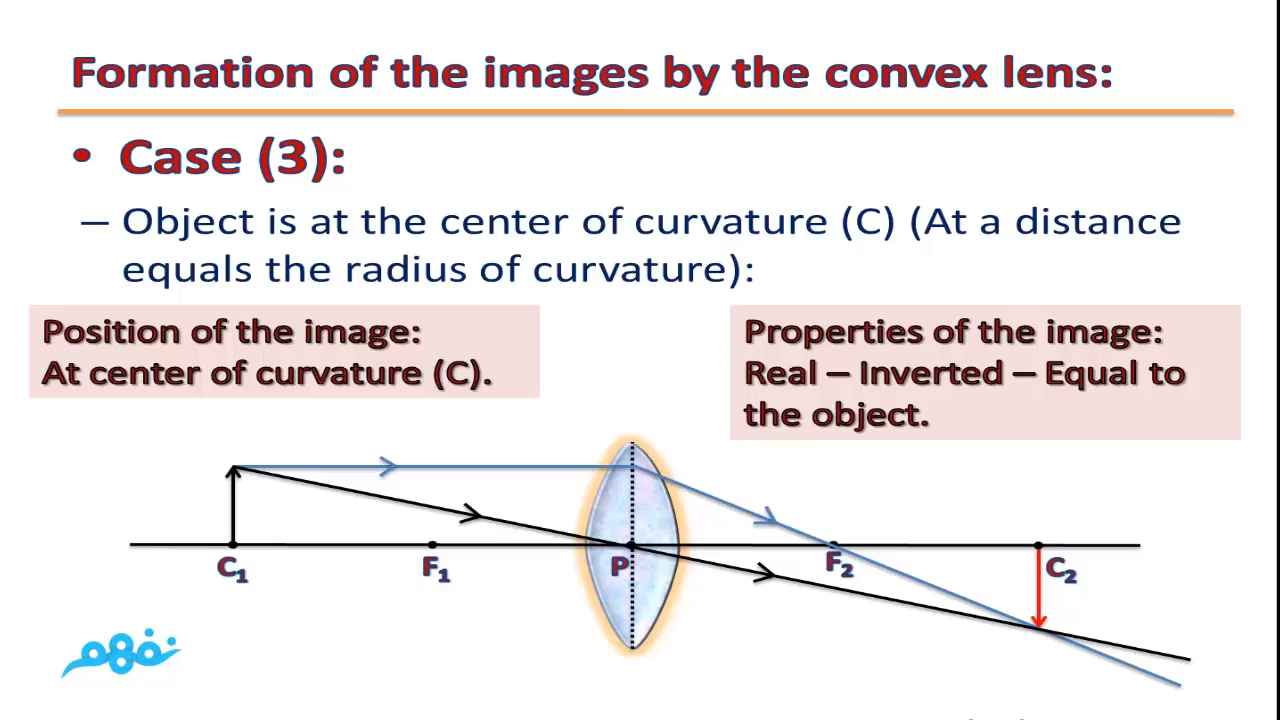 Formation of the images by the convex lens:
• Case (3):
– Object is at the center of curvature (C) (At a distance
equals the radius of curvature):
Position of the image:
At center of curvature (C).
Properties of the image:
Real – Inverted – Equal to
the object.
C₁ F₁ P F₂ C₂
نفهم